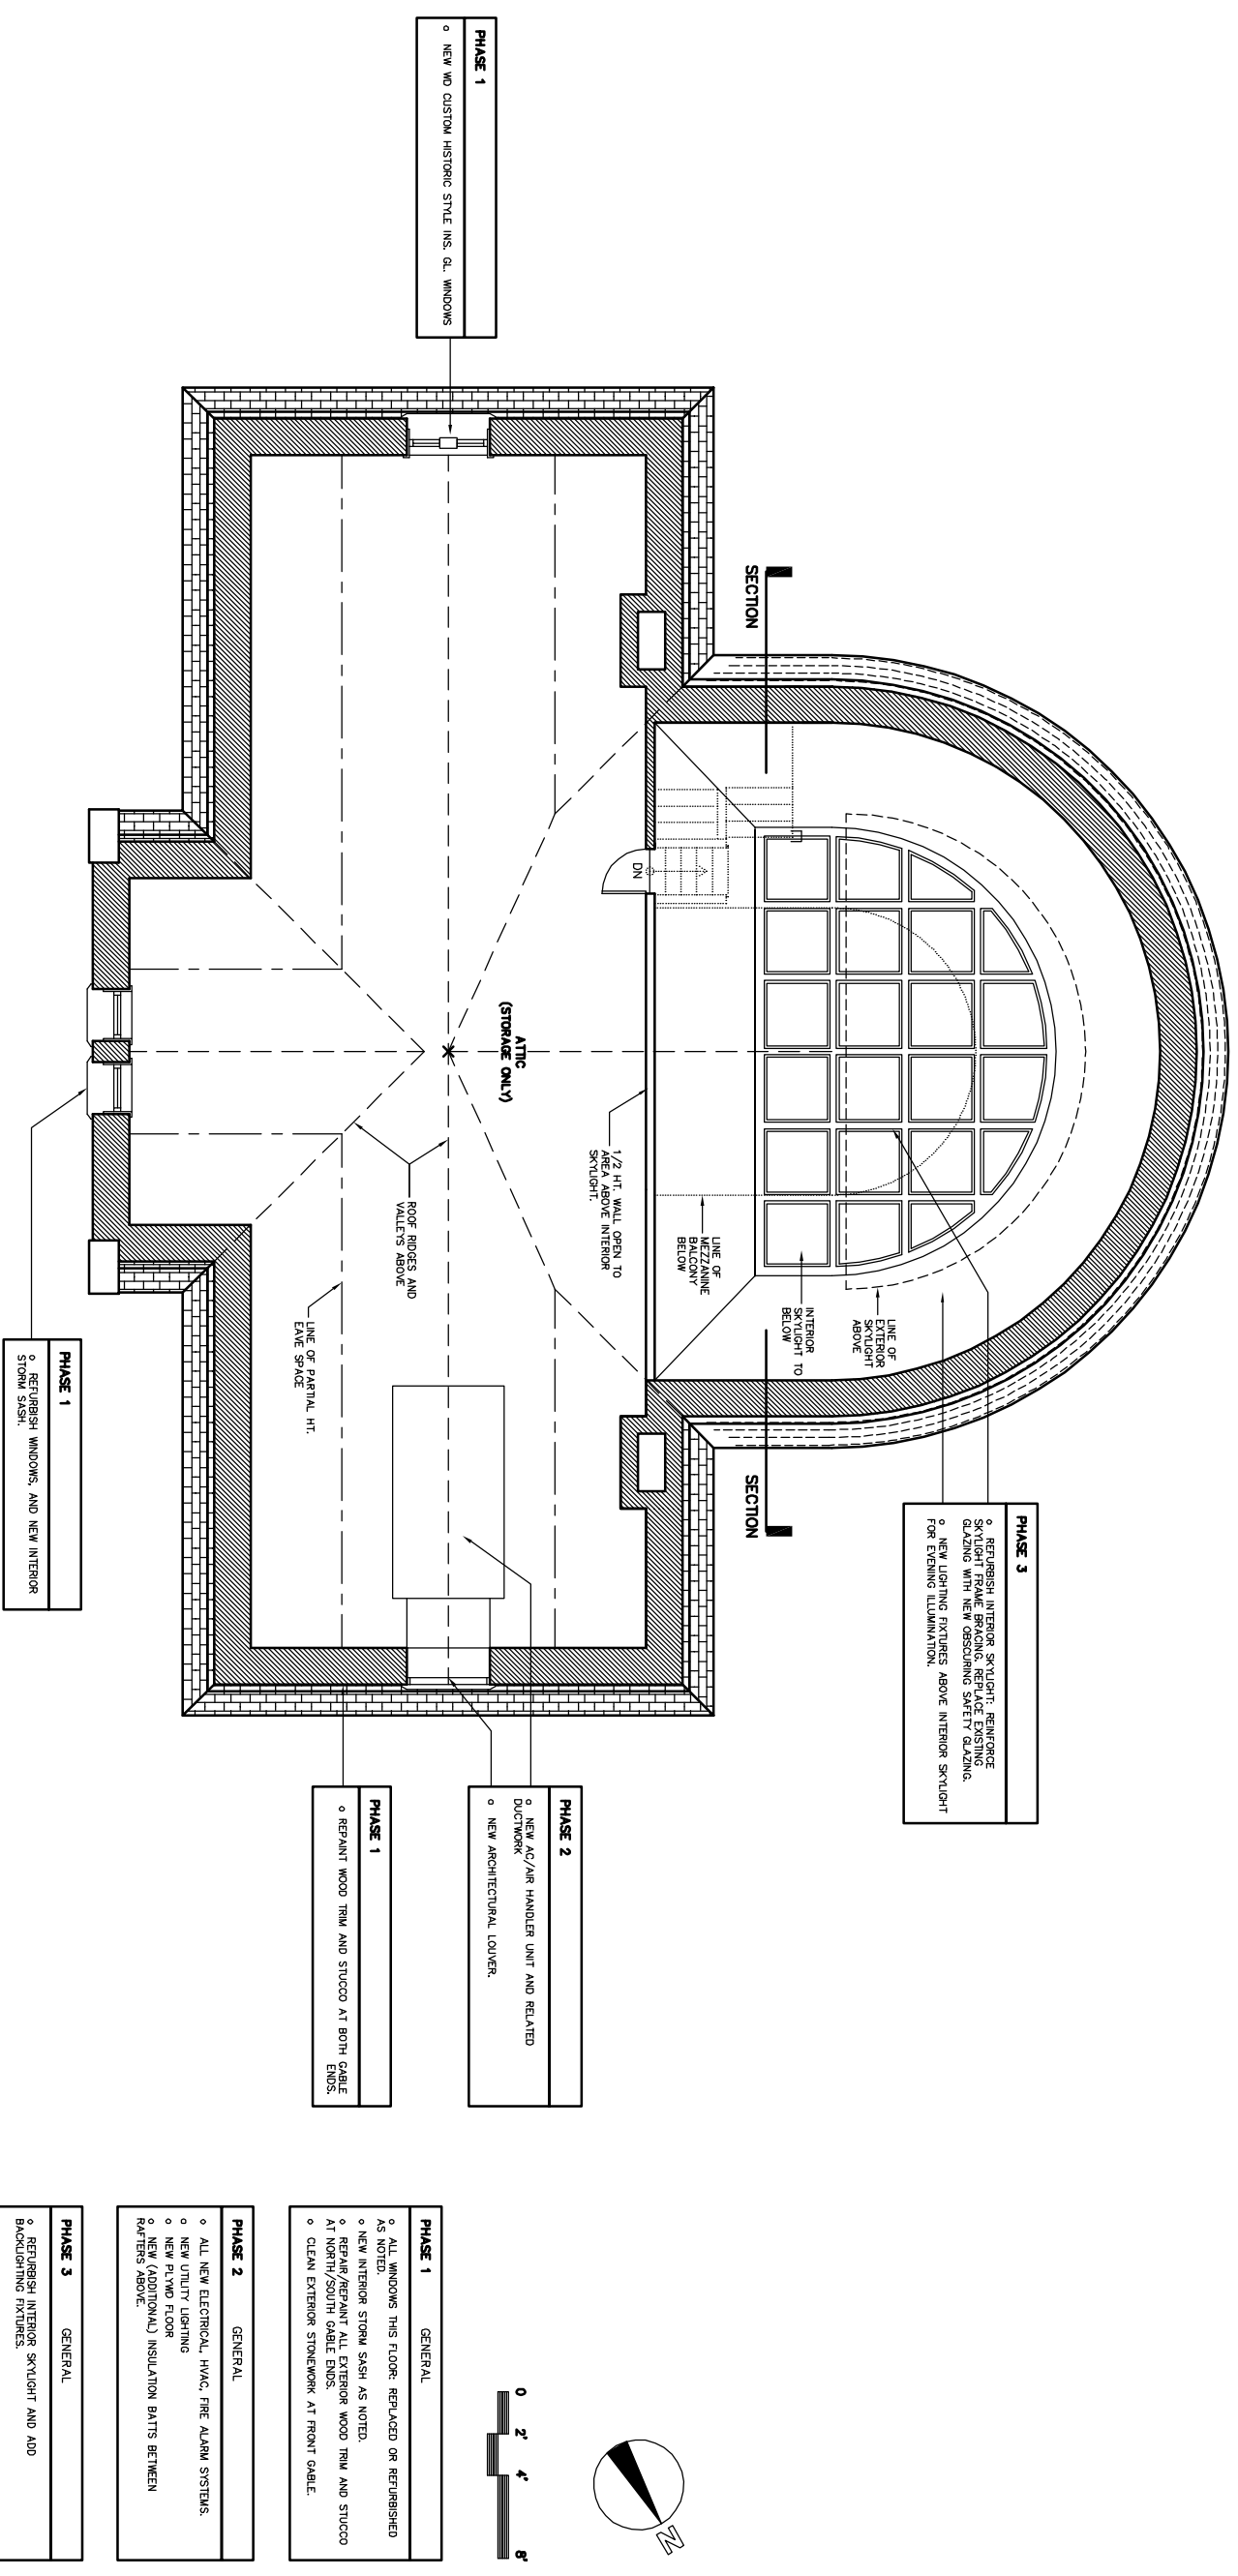 PHASE 1
o NEW WD CUSTOM HISTORIC STYLE INS. GL. WINDOWS
SECTION
SECTION
DN
ATTIC
(STORAGE ONLY)
1/2 HT. WALL OPEN TO
AREA ABOVE INTERIOR
SKYLIGHT.
LINE OF
MEZZANINE
BALCONY
BELOW
INTERIOR
SKYLIGHT TO
BELOW
LINE OF
EXTERIOR
SKYLIGHT
ABOVE
ROOF RIDGES AND
VALLEYS ABOVE
LINE OF PARTIAL HT.
EAVE SPACE
PHASE 3
o REFURBISH INTERIOR SKYLIGHT: REINFORCE
SKYLIGHT FRAME BRACING. REPLACE EXISTING
GLAZING WITH NEW OBSCURING SAFETY GLAZING.
o NEW LIGHTING FIXTURES ABOVE INTERIOR SKYLIGHT
FOR EVENING ILLUMINATION.
PHASE 1
o REFURBISH WINDOWS, AND NEW INTERIOR
STORM SASH.
PHASE 2
o NEW AC/AIR HANDLER UNIT AND RELATED
DUCTWORK
o NEW ARCHITECTURAL LOUVER.
PHASE 1
o REPAINT WOOD TRIM AND STUCCO AT BOTH GABLE
ENDS.
N
0 2' 4' 8'
PHASE 1 GENERAL
o ALL WINDOWS THIS FLOOR: REPLACED OR REFURBISHED
AS NOTED.
o NEW INTERIOR STORM SASH AS NOTED.
o REPAIR/REPAINT ALL EXTERIOR WOOD TRIM AND STUCCO
AT NORTH/SOUTH GABLE ENDS.
o CLEAN EXTERIOR STONEWORK AT FRONT GABLE.
PHASE 2 GENERAL
o ALL NEW ELECTRICAL, HVAC, FIRE ALARM SYSTEMS.
o NEW UTILITY LIGHTING
o NEW PLYWD FLOOR
o NEW (ADDITIONAL) INSULATION BATTS BETWEEN
RAFTERS ABOVE.
PHASE 3 GENERAL
o REFURBISH INTERIOR SKYLIGHT AND ADD
BACKLIGHTING FIXTURES.